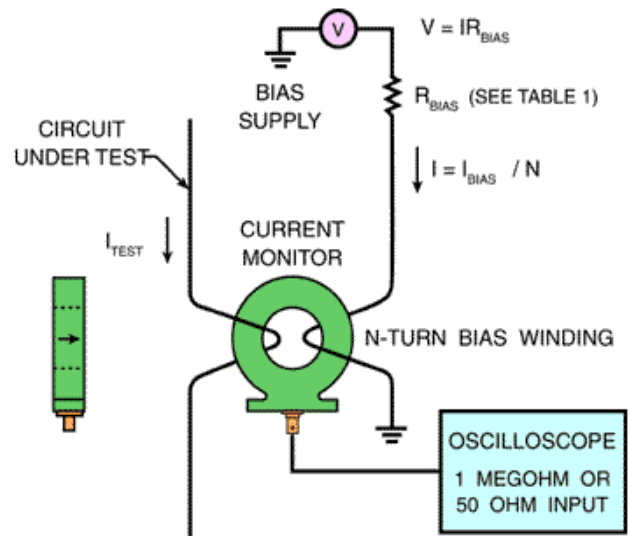 V
V = IR_BIAS
BIAS
SUPPLY
R_BIAS (SEE TABLE 1)
CIRCUIT
UNDER TEST
I = I_BIAS / N
I_TEST
CURRENT
MONITOR
N-TURN BIAS WINDING
OSCILLOSCOPE
1 MEGOHM OR
50 OHM INPUT